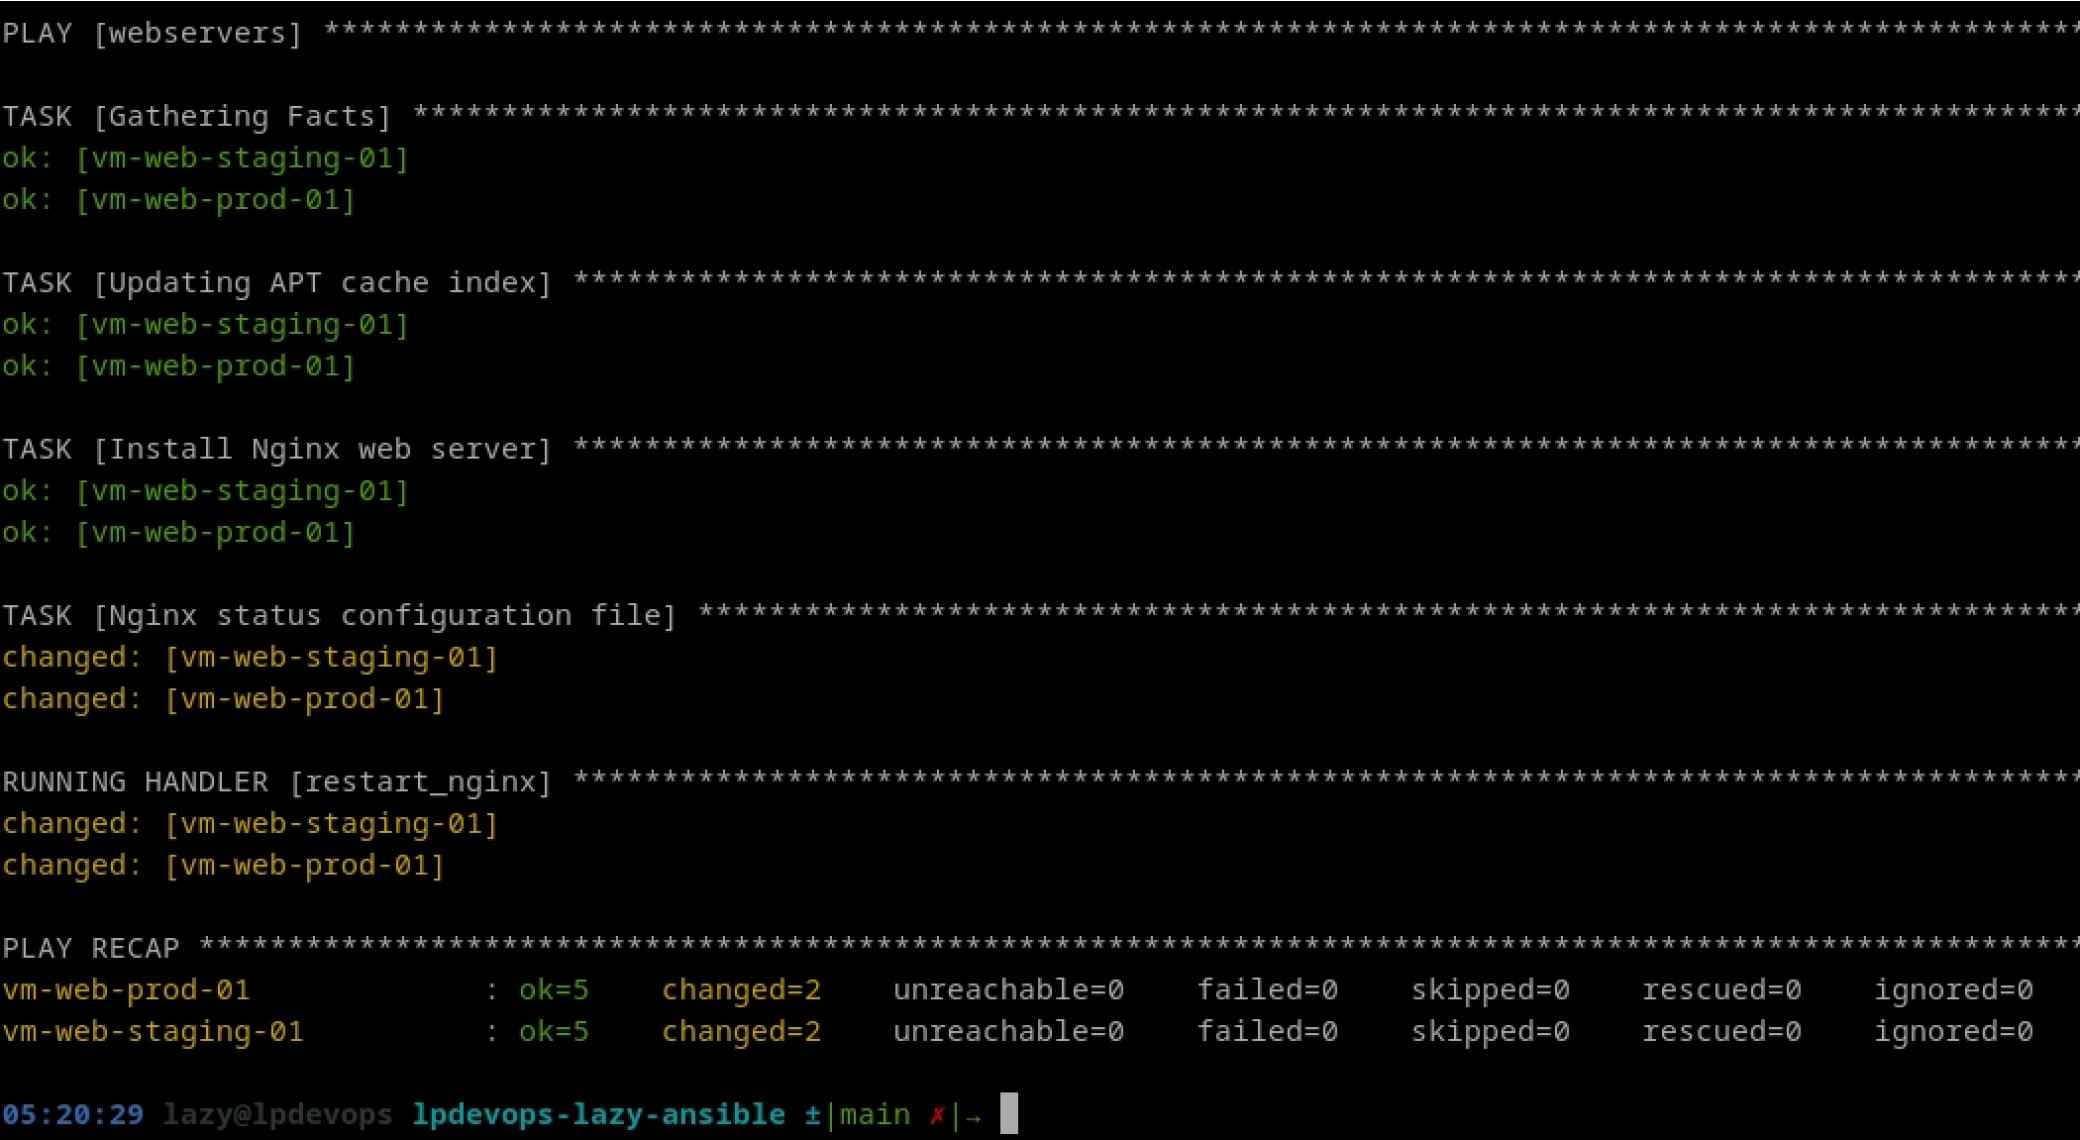 PLAY [webservers] ***************************************************************************************************
TASK [Gathering Facts] **********************************************************************************************
ok: [vm-web-staging-01]
ok: [vm-web-prod-01]
TASK [Updating APT cache index] *************************************************************************************
ok: [vm-web-staging-01]
ok: [vm-web-prod-01]
TASK [Install Nginx web server] *************************************************************************************
ok: [vm-web-staging-01]
ok: [vm-web-prod-01]
TASK [Nginx status configuration file] ******************************************************************************
changed: [vm-web-staging-01]
changed: [vm-web-prod-01]
RUNNING HANDLER [restart_nginx] *************************************************************************************
changed: [vm-web-staging-01]
changed: [vm-web-prod-01]
PLAY RECAP **********************************************************************************************************
vm-web-prod-01             : ok=5    changed=2    unreachable=0    failed=0    skipped=0    rescued=0    ignored=0
vm-web-staging-01          : ok=5    changed=2    unreachable=0    failed=0    skipped=0    rescued=0    ignored=0
05:20:29 lazy@lpdevops lpdevops-lazy-ansible ±|main ✗|→